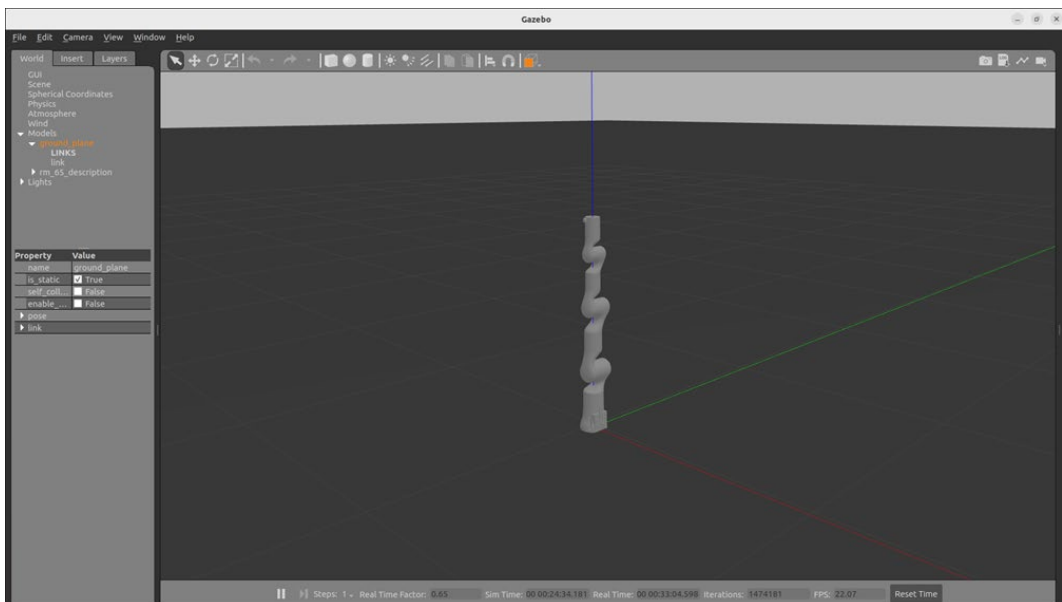 Gazebo
File Edit Camera View Window Help
World Insert Layers
GUI
Scene
Spherical Coordinates
Physics
Atmosphere
Wind
Models
ground_plane
LINKS
link
rm_65_description
Lights
Property Value
name ground_plane
is_static True
self_coll... False
enable_... False
pose
link
Steps: 1 Real Time Factor: 0.65 Sim Time: 00 00:24:34.181 Real Time: 00 00:33:04.598 Iterations: 1474181 FPS: 22.07 Reset Time